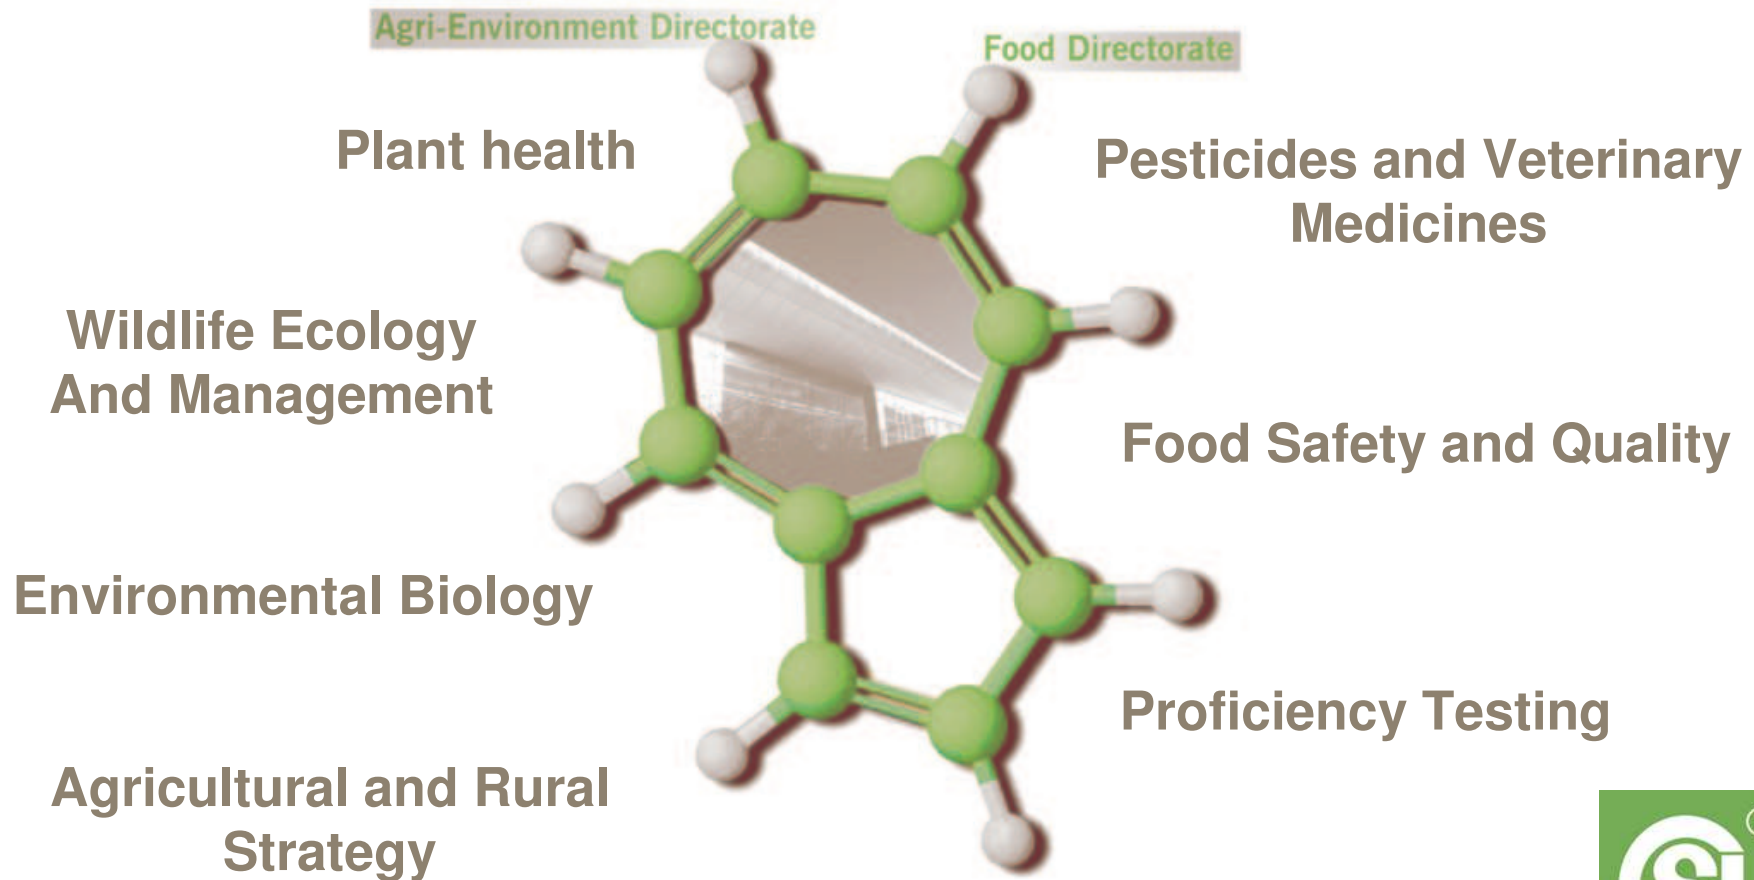 Agri-Environment Directorate
Food Directorate
Plant health
Pesticides and Veterinary
Medicines
Wildlife Ecology
And Management
Food Safety and Quality
Environmental Biology
Proficiency Testing
Agricultural and Rural
Strategy